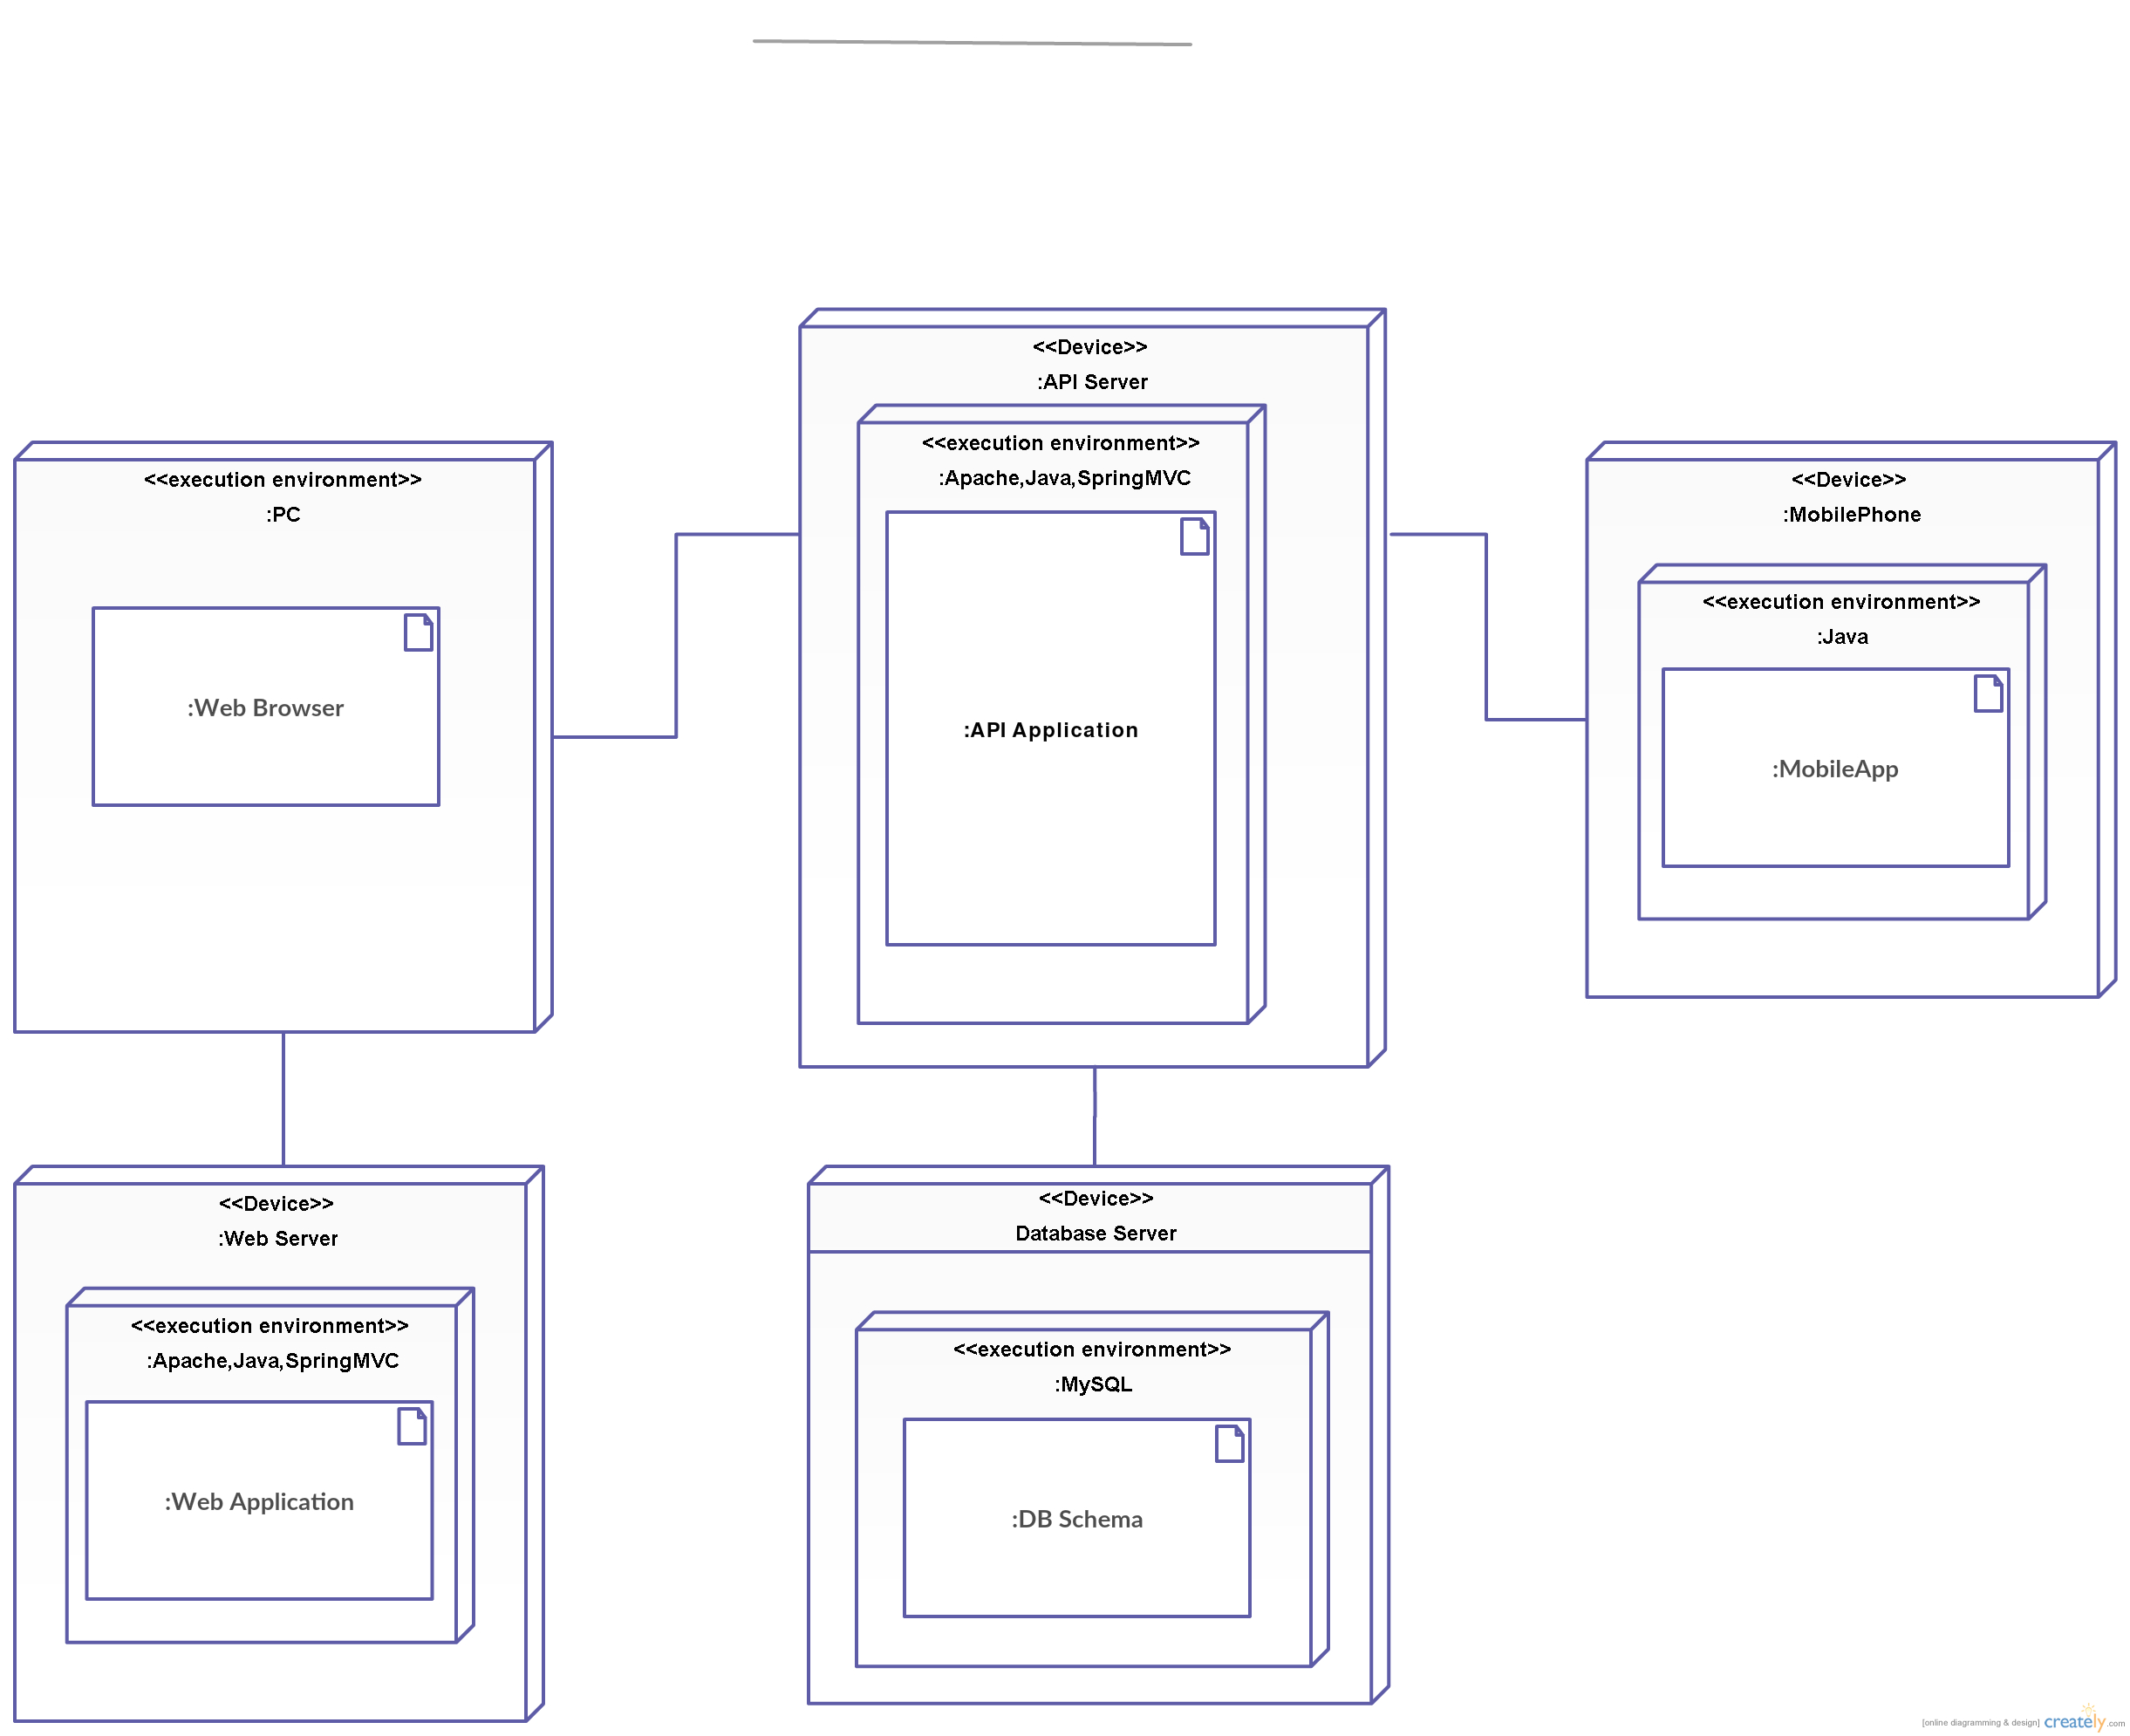 <<Device>>
:API Server
<<execution environment>>
:Apache,Java,SpringMVC
:API Application
<<execution environment>>
:PC
:Web Browser
<<Device>>
:MobilePhone
<<execution environment>>
:Java
:MobileApp
<<Device>>
:Web Server
<<execution environment>>
:Apache,Java,SpringMVC
:Web Application
<<Device>>
Database Server
<<execution environment>>
:MySQL
:DB Schema
[online diagramming & design] creately.com